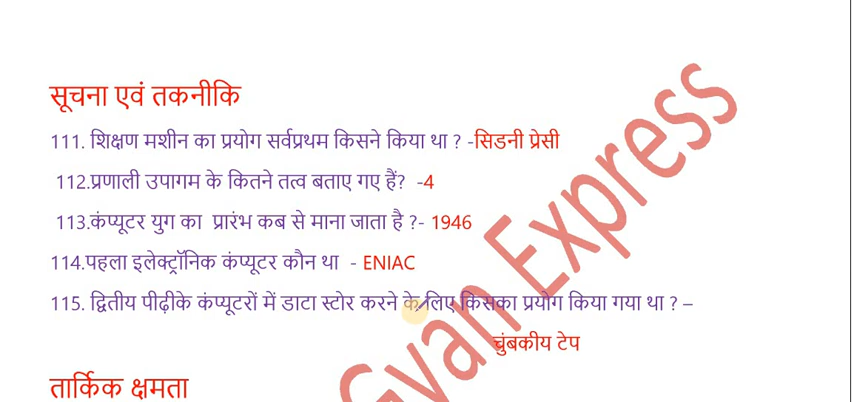 सूचना एवं तकनीकि
111. शिक्षण मशीन का प्रयोग सर्वप्रथम किसने किया था ? -सिडनी प्रेसी
112.प्रणाली उपागम के कितने तत्व बताए गए हैं? -4
113.कंप्यूटर युग का प्रारंभ कब से माना जाता है ?- 1946
114.पहला इलेक्ट्रॉनिक कंप्यूटर कौन था - ENIAC
115. द्वितीय पीढ़ीके कंप्यूटरों में डाटा स्टोर करने के लिए किसका प्रयोग किया गया था ? –
चुंबकीय टेप
तार्किक क्षमता
Gyan Express